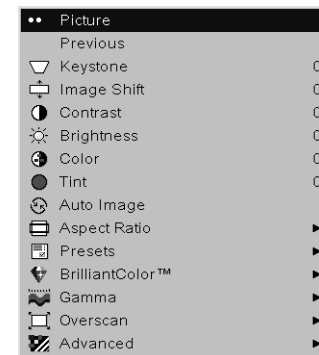 Picture
Previous
Keystone 0
Image Shift 0
Contrast 0
Brightness 0
Color 0
Tint 0
Auto Image
Aspect Ratio
Presets
BrilliantColor™
Gamma
Overscan
Advanced